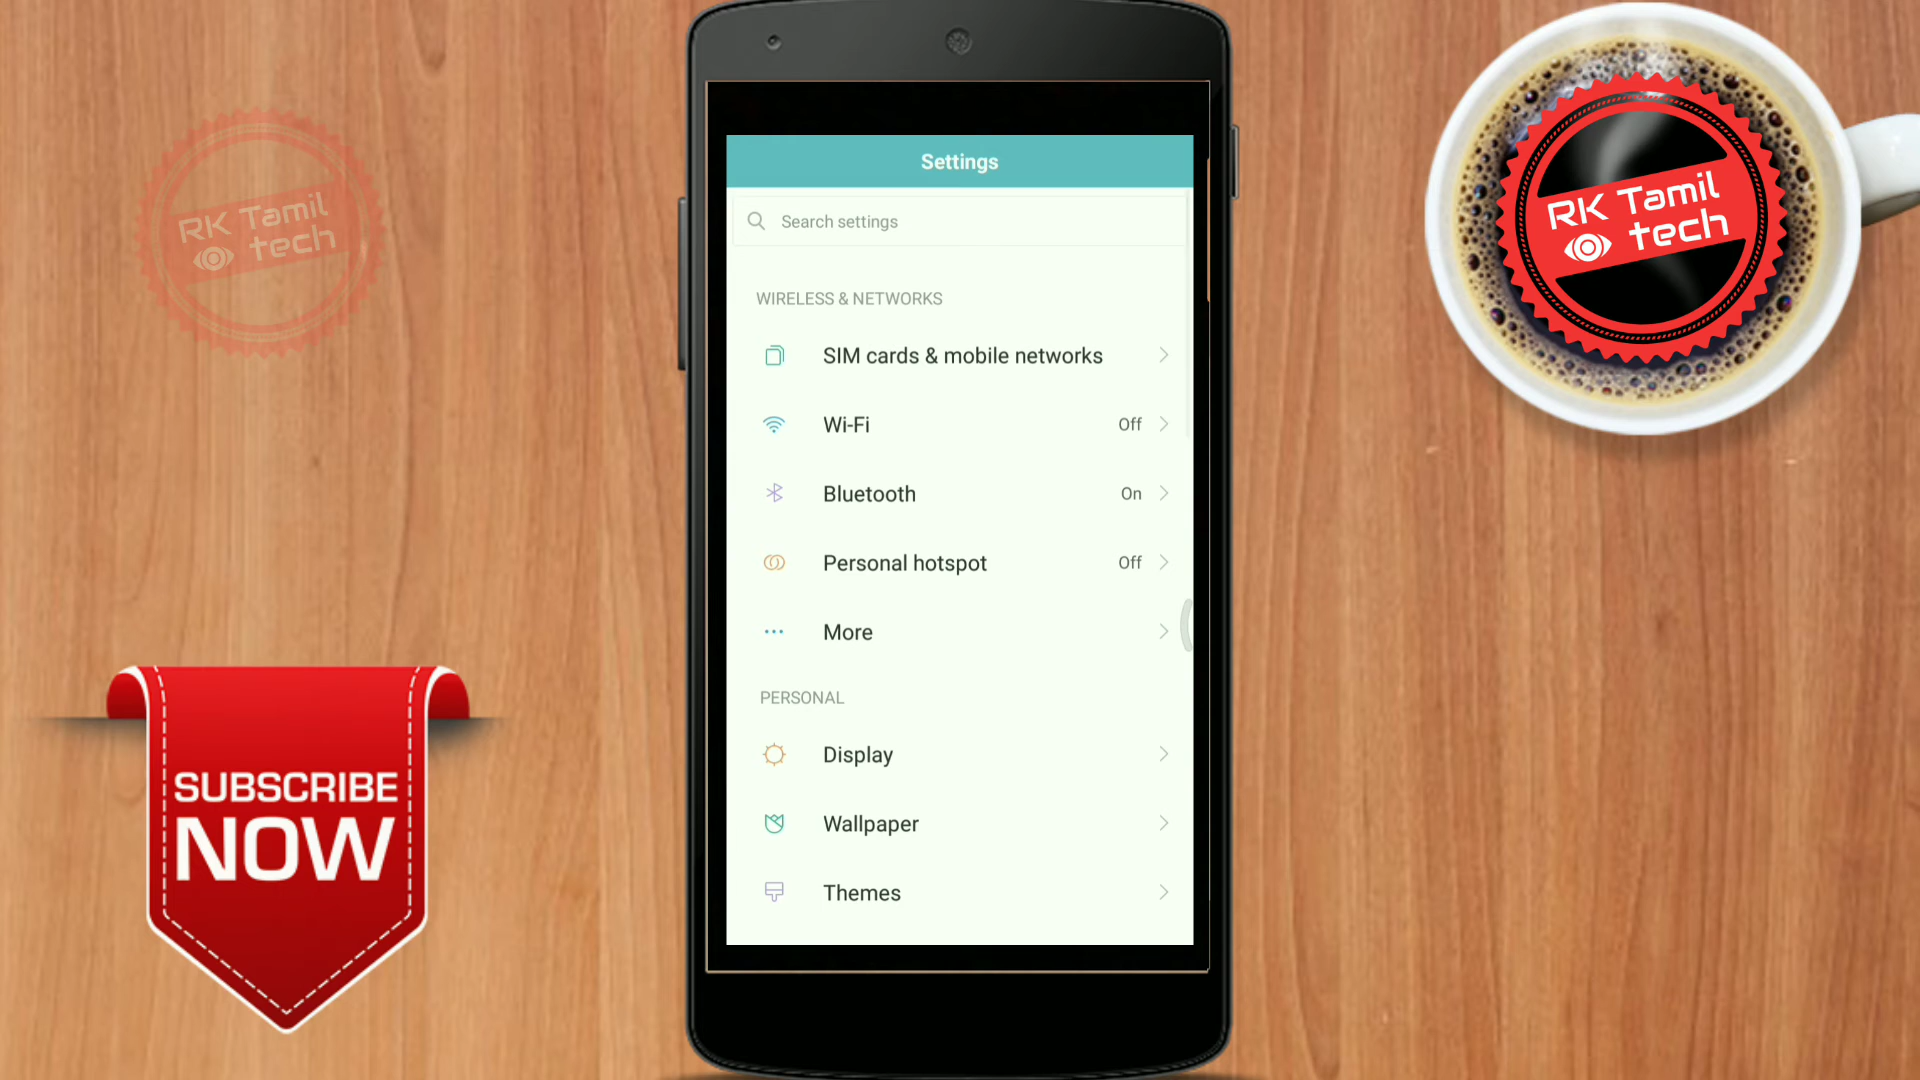 RK Tamil
tech
Settings
Search settings
WIRELESS & NETWORKS
SIM cards & mobile networks
Wi-Fi Off
Bluetooth On
Personal hotspot Off
More
PERSONAL
Display
Wallpaper
Themes
RK Tamil
tech
SUBSCRIBE
NOW